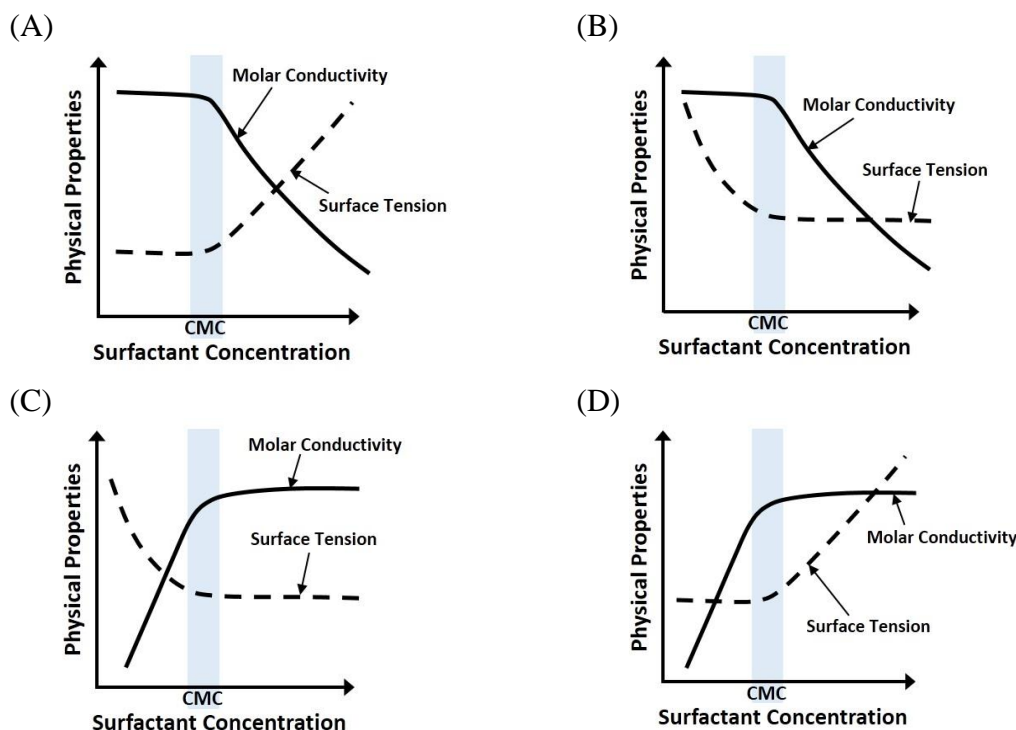 (A)
Physical Properties
Molar Conductivity
Surface Tension
CMC
Surfactant Concentration
(B)
Physical Properties
Molar Conductivity
Surface Tension
CMC
Surfactant Concentration
(C)
Physical Properties
Molar Conductivity
Surface Tension
CMC
Surfactant Concentration
(D)
Physical Properties
Molar Conductivity
Surface Tension
CMC
Surfactant Concentration